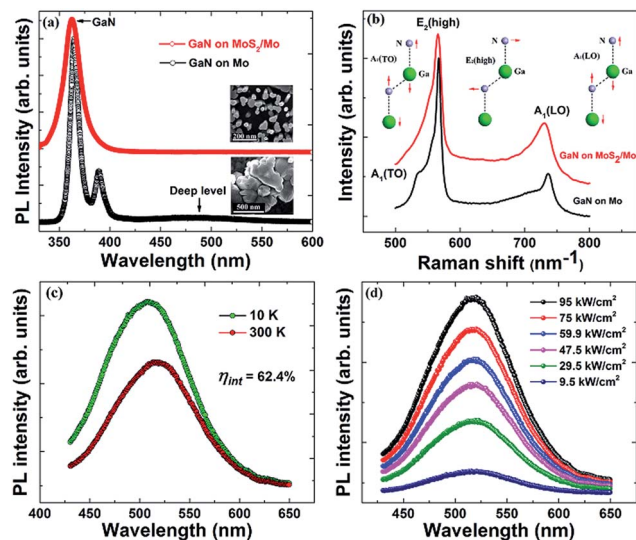 (a)
GaN
GaN on MoS2/Mo
GaN on Mo
200 nm
500 nm
Deep level
PL Intensity (arb. units)
350 400 450 500 550 600
Wavelength (nm)
(b)
E2(high)
N
N
N
A1(TO)
E2(high)
A1(LO)
Ga
Ga
Ga
A1(LO)
A1(TO)
GaN on MoS2/Mo
GaN on Mo
Intensity (arb. units)
500 600 700 800
Raman shift (nm-1)
(c)
10 K
300 K
ηint = 62.4%
PL intensity (arb. units)
400 450 500 550 600 650
Wavelength (nm)
(d)
95 kW/cm2
75 kW/cm2
59.9 kW/cm2
47.5 kW/cm2
29.5 kW/cm2
9.5 kW/cm2
PL intensity (arb. units)
450 500 550 600 650
Wavelength (nm)